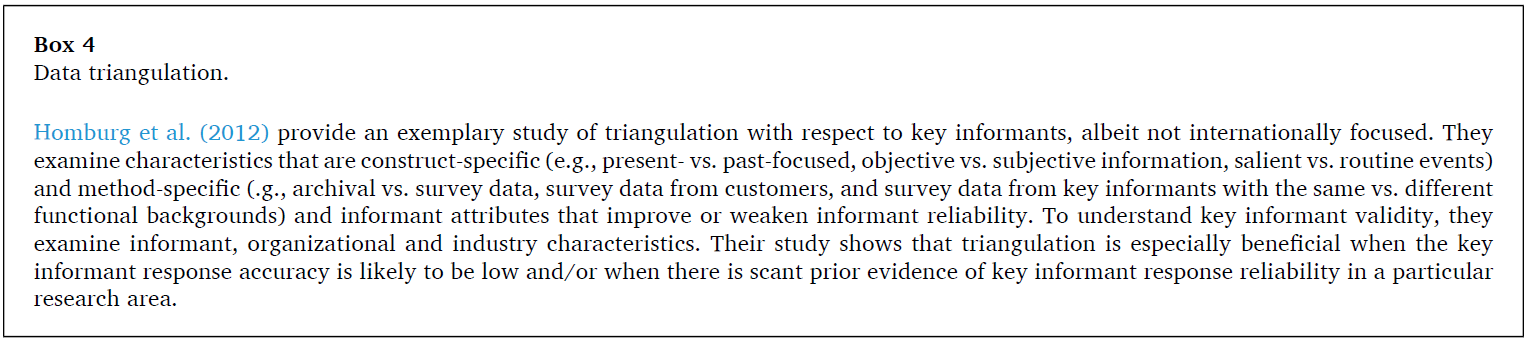 Box 4
Data triangulation.
Homburg et al. (2012) provide an exemplary study of triangulation with respect to key informants, albeit not internationally focused. They
examine characteristics that are construct-specific (e.g., present- vs. past-focused, objective vs. subjective information, salient vs. routine events)
and method-specific (.g., archival vs. survey data, survey data from customers, and survey data from key informants with the same vs. different
functional backgrounds) and informant attributes that improve or weaken informant reliability. To understand key informant validity, they
examine informant, organizational and industry characteristics. Their study shows that triangulation is especially beneficial when the key
informant response accuracy is likely to be low and/or when there is scant prior evidence of key informant response reliability in a particular
research area.